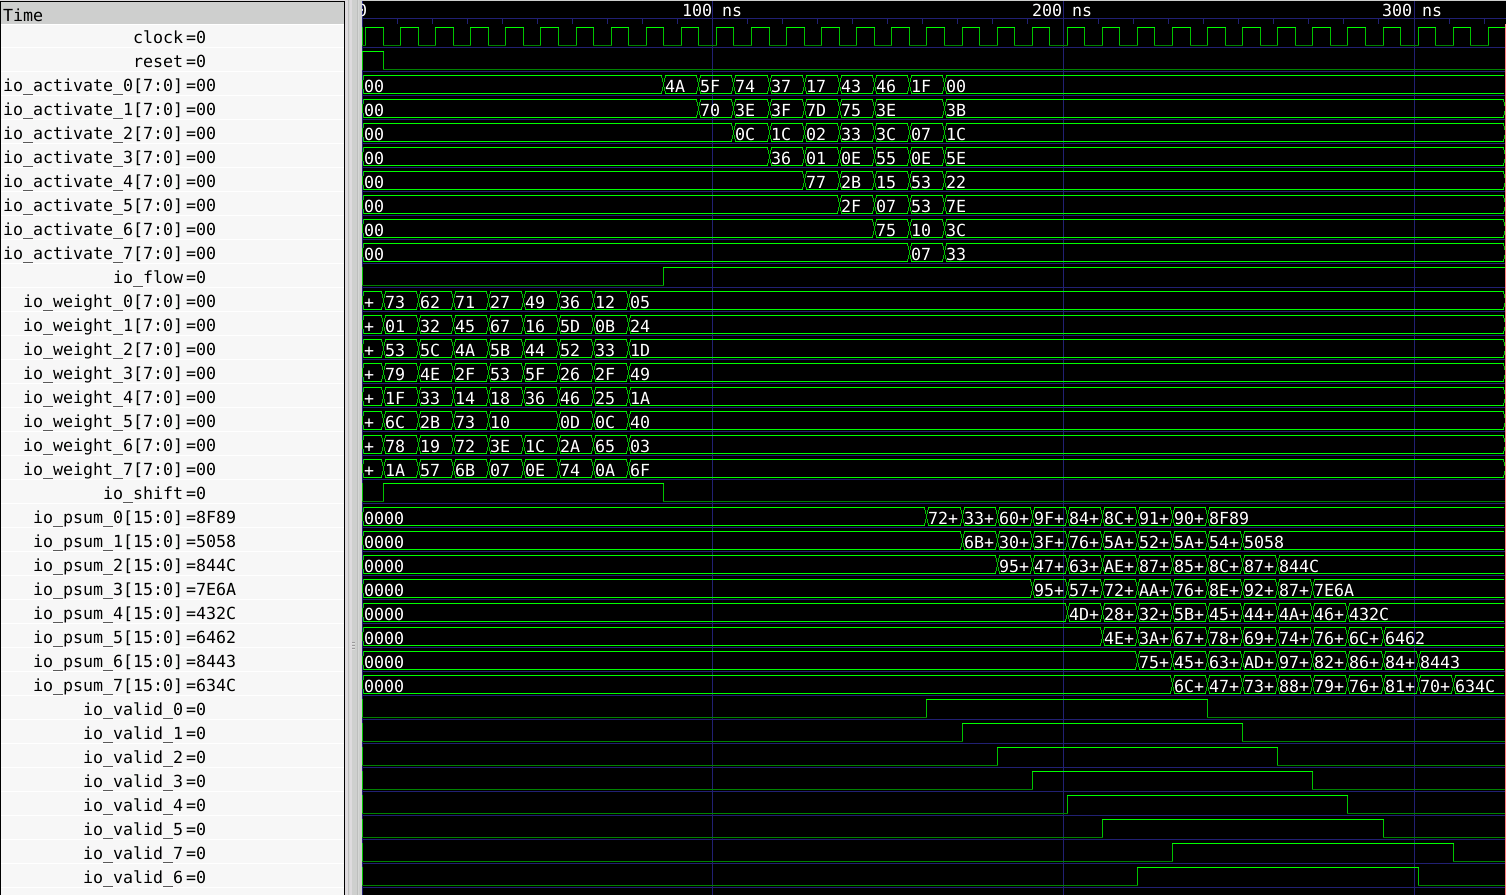 Time 0 100 ns 200 ns 300 ns
clock=0
reset=0
io_activate_0[7:0]=00 00 4A 5F 74 37 17 43 46 1F 00
io_activate_1[7:0]=00 00 70 3E 3F 7D 75 3E 3B
io_activate_2[7:0]=00 00 0C 1C 02 33 3C 07 1C
io_activate_3[7:0]=00 00 36 01 0E 55 0E 5E
io_activate_4[7:0]=00 00 77 2B 15 53 22
io_activate_5[7:0]=00 00 2F 07 53 7E
io_activate_6[7:0]=00 00 75 10 3C
io_activate_7[7:0]=00 00 07 33
io_flow=0
io_weight_0[7:0]=00 + 73 62 71 27 49 36 12 05
io_weight_1[7:0]=00 + 01 32 45 67 16 5D 0B 24
io_weight_2[7:0]=00 + 53 5C 4A 5B 44 52 33 1D
io_weight_3[7:0]=00 + 79 4E 2F 53 5F 26 2F 49
io_weight_4[7:0]=00 + 1F 33 14 18 36 46 25 1A
io_weight_5[7:0]=00 + 6C 2B 73 10 0D 0C 40
io_weight_6[7:0]=00 + 78 19 72 3E 1C 2A 65 03
io_weight_7[7:0]=00 + 1A 57 6B 07 0E 74 0A 6F
io_shift=0
io_psum_0[15:0]=8F89 0000 72+ 33+ 60+ 9F+ 84+ 8C+ 91+ 90+ 8F89
io_psum_1[15:0]=5058 0000 6B+ 30+ 3F+ 76+ 5A+ 52+ 5A+ 54+ 5058
io_psum_2[15:0]=844C 0000 95+ 47+ 63+ AE+ 87+ 85+ 8C+ 87+ 844C
io_psum_3[15:0]=7E6A 0000 95+ 57+ 72+ AA+ 76+ 8E+ 92+ 87+ 7E6A
io_psum_4[15:0]=432C 0000 4D+ 28+ 32+ 5B+ 45+ 44+ 4A+ 46+ 432C
io_psum_5[15:0]=6462 0000 4E+ 3A+ 67+ 78+ 69+ 74+ 76+ 6C+ 6462
io_psum_6[15:0]=8443 0000 75+ 45+ 63+ AD+ 97+ 82+ 86+ 84+ 8443
io_psum_7[15:0]=634C 0000 6C+ 47+ 73+ 88+ 79+ 76+ 81+ 70+ 634C
io_valid_0=0
io_valid_1=0
io_valid_2=0
io_valid_3=0
io_valid_4=0
io_valid_5=0
io_valid_7=0
io_valid_6=0